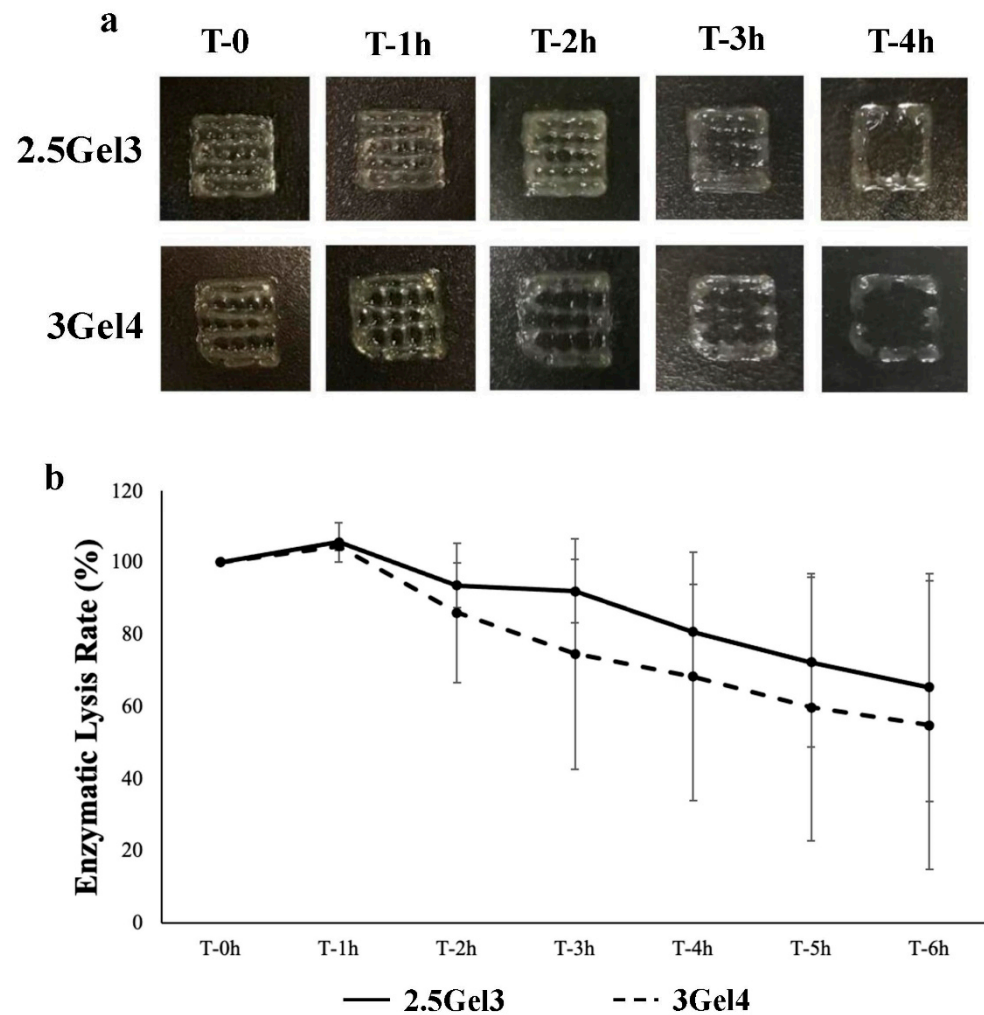 a
T-0 T-1h T-2h T-3h T-4h
2.5Gel3
3Gel4
b
Enzymatic Lysis Rate (%)
120
100
80
60
40
20
0
T-0h T-1h T-2h T-3h T-4h T-5h T-6h
2.5Gel3 3Gel4